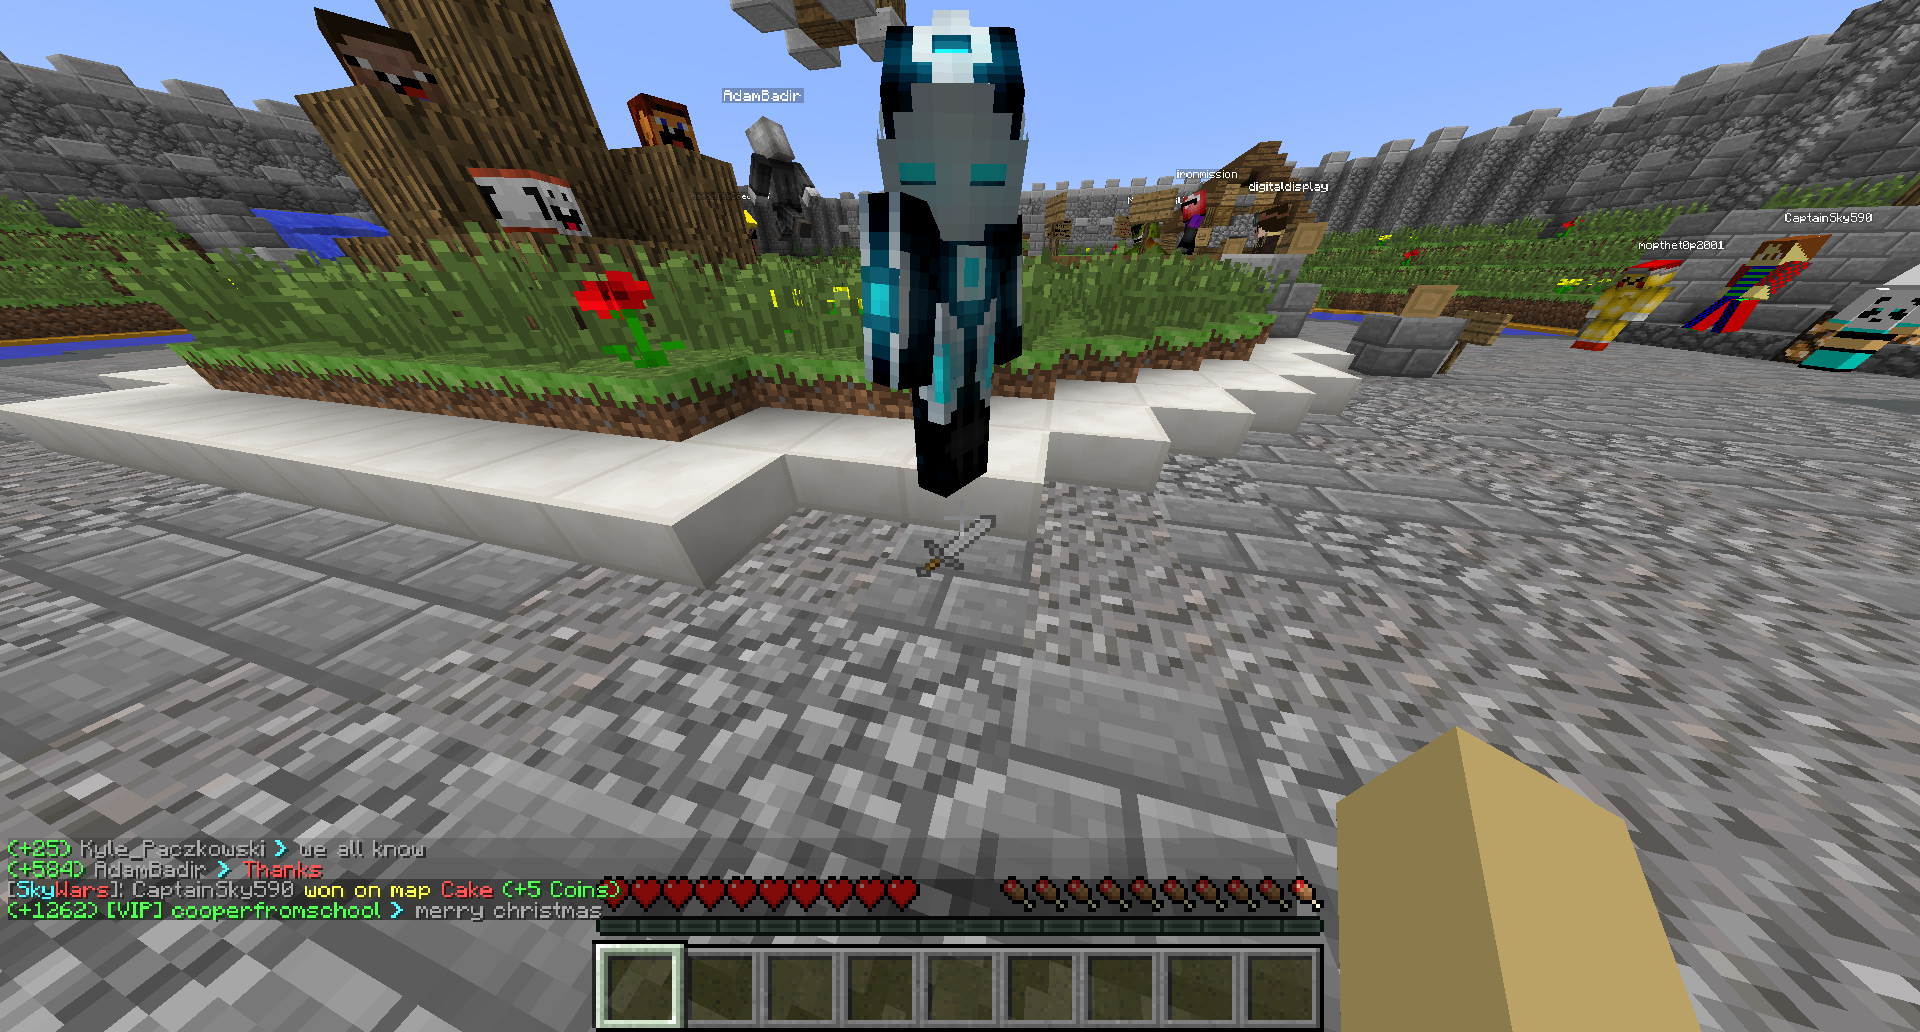 AdamBadir
ironmission
digitaldisplay
CaptainSky590
mopthet0p2001
(+25) Kyle_Paczkowski > we all know
(+584) AdamBadir > Thanks
[SkyWars]: CaptainSky590 won on map Cake (+5 Coins)
(+1262) [VIP] cooperfromschool > merry christmas